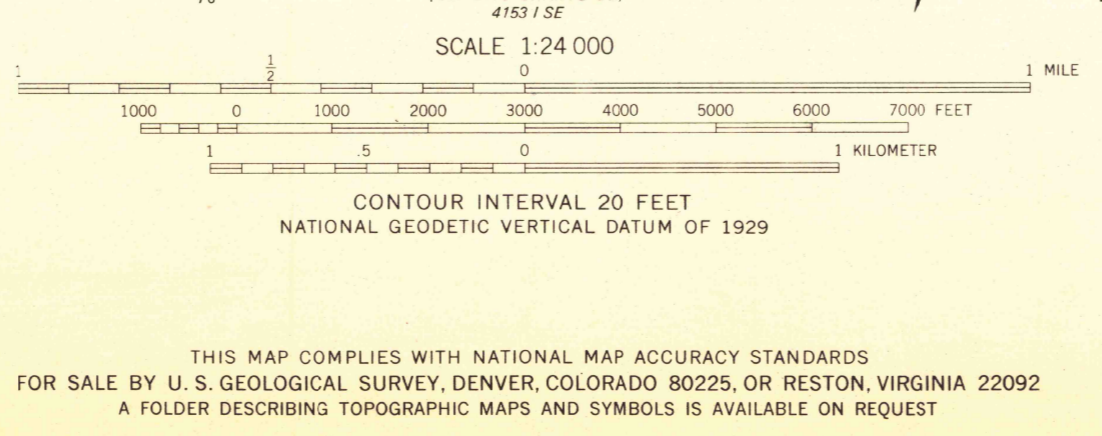 4153 I SE
SCALE 1:24 000
1 1/2 0 1 MILE
1000 0 1000 2000 3000 4000 5000 6000 7000 FEET
1 .5 0 1 KILOMETER
CONTOUR INTERVAL 20 FEET
NATIONAL GEODETIC VERTICAL DATUM OF 1929
THIS MAP COMPLIES WITH NATIONAL MAP ACCURACY STANDARDS
FOR SALE BY U. S. GEOLOGICAL SURVEY, DENVER, COLORADO 80225, OR RESTON, VIRGINIA 22092
A FOLDER DESCRIBING TOPOGRAPHIC MAPS AND SYMBOLS IS AVAILABLE ON REQUEST